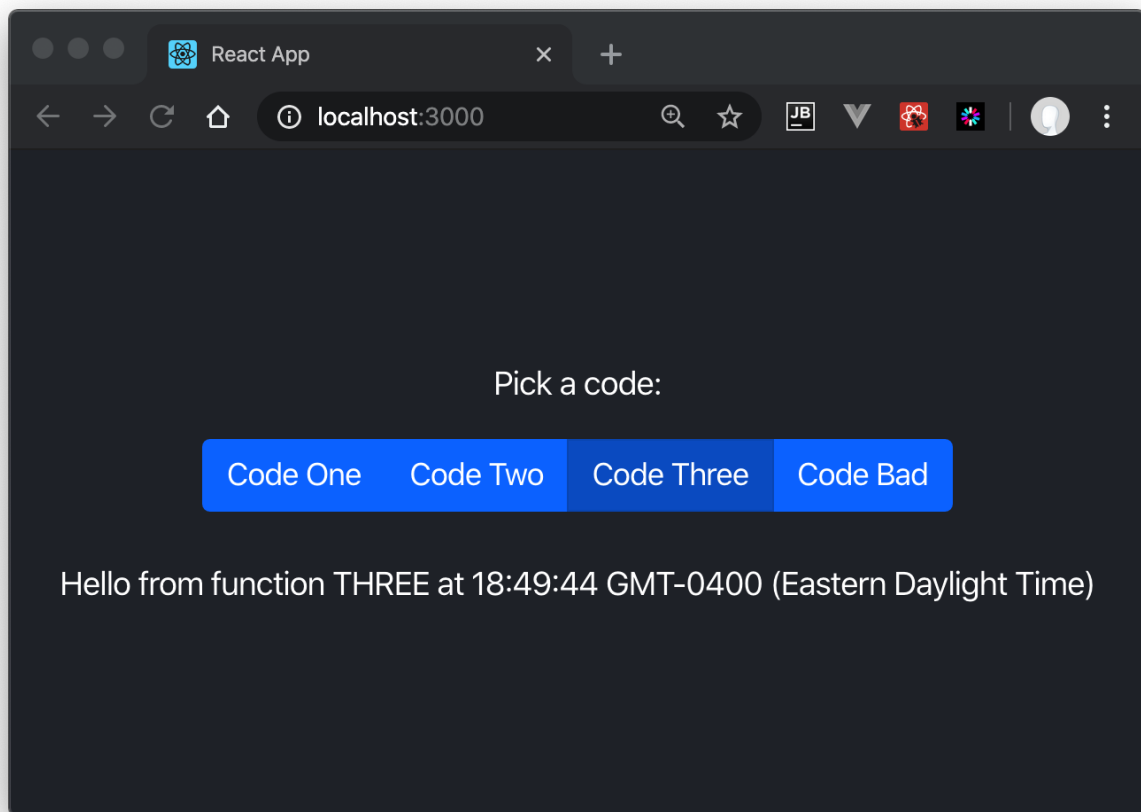 React App
localhost:3000
JB
Pick a code:
Code One Code Two Code Three Code Bad
Hello from function THREE at 18:49:44 GMT-0400 (Eastern Daylight Time)